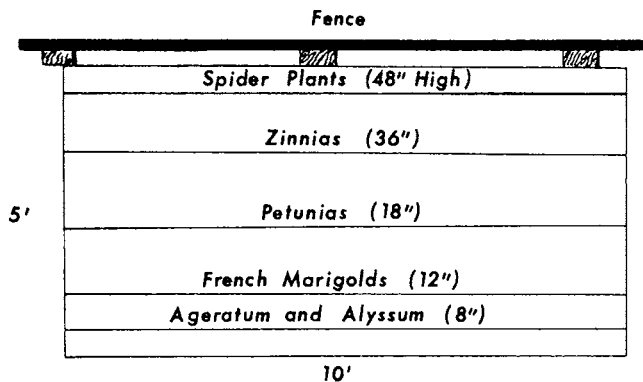 Fence
Spider Plants (48" High)
Zinnias (36")
5'
Petunias (18")
French Marigolds (12")
Ageratum and Alyssum (8")
10'